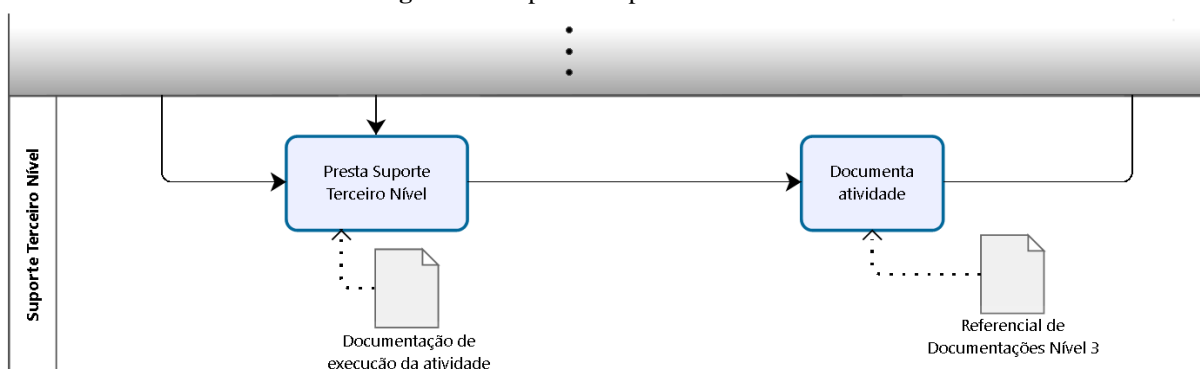 Suporte Terceiro Nível
Presta Suporte
Terceiro Nível
Documenta
atividade
Documentação de
execução da atividade
Referencial de
Documentações Nível 3